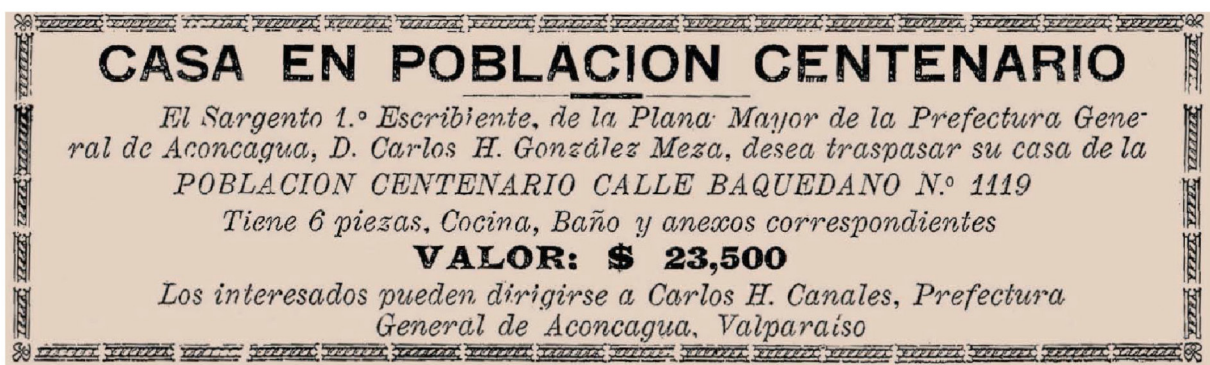 CASA EN POBLACION CENTENARIO
El Sargento 1.º Escribiente, de la Plana Mayor de la Prefectura Gene-
ral de Aconcagua, D. Carlos H. González Meza, desea traspasar su casa de la
POBLACION CENTENARIO CALLE BAQUEDANO N.º 1119
Tiene 6 piezas, Cocina, Baño y anexos correspondientes
VALOR: $ 23,500
Los interesados pueden dirigirse a Carlos H. Canales, Prefectura
General de Aconcagua, Valparaíso